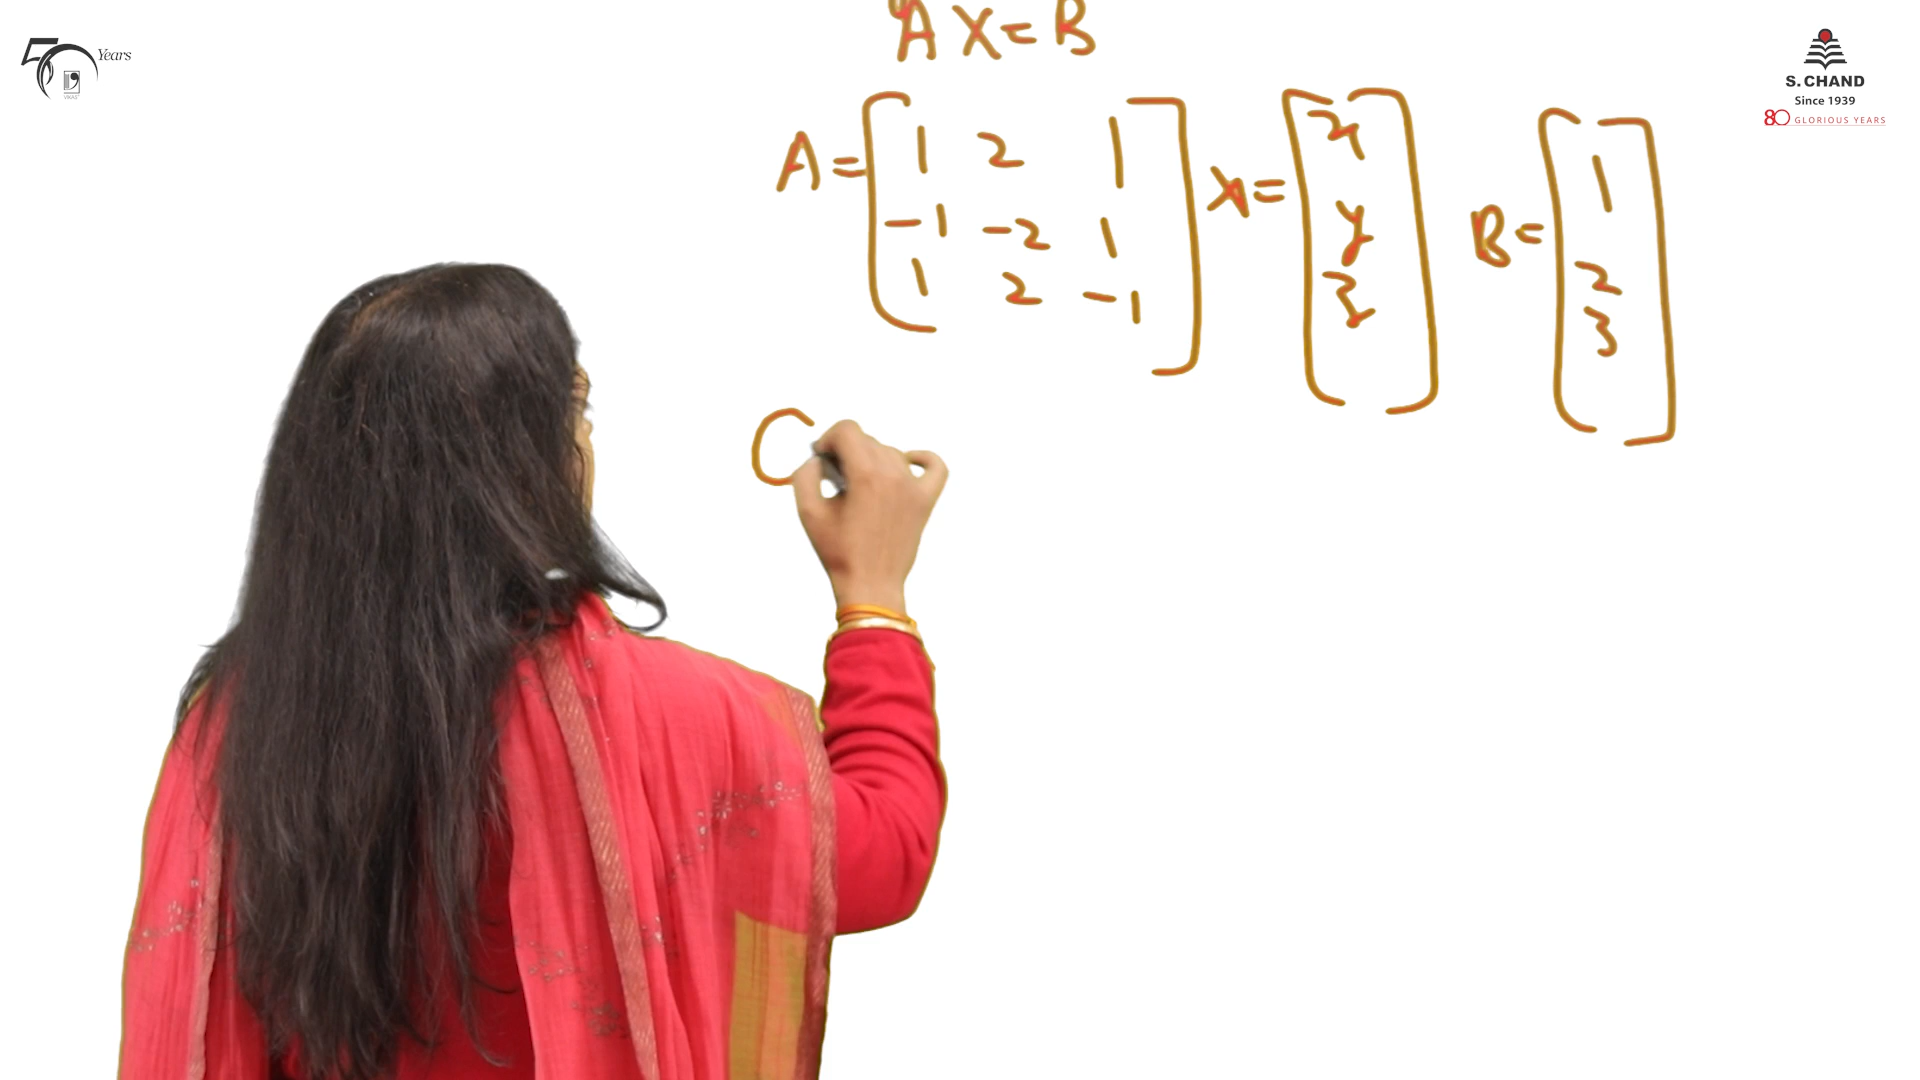 50 Years
VIKAS
S. CHAND
Since 1939
80 GLORIOUS YEARS
A X = B
A = [ 1 2 1
-1 -2 1
1 2 -1 ]
X = [ x
y
z ]
B = [ 1
2
3 ]
C